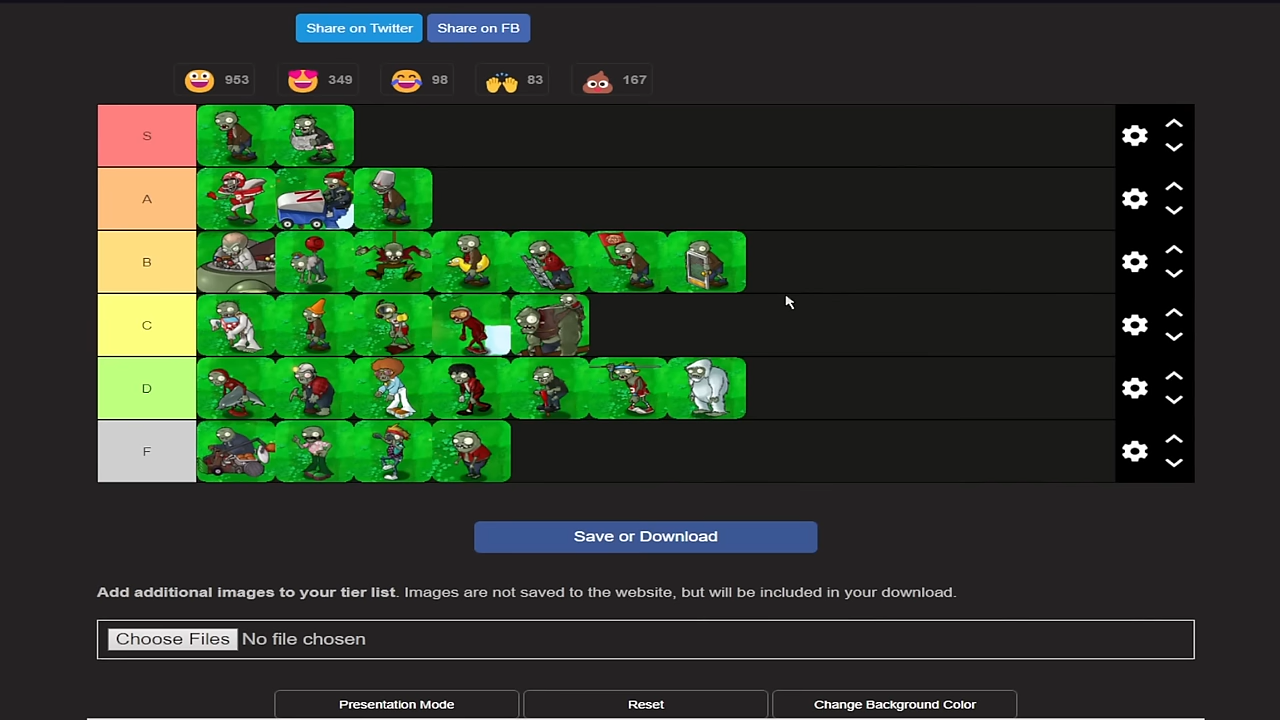 Share on Twitter Share on FB
953 349 98 83 167
S
A
Z
B
C
D
F
Save or Download
Add additional images to your tier list. Images are not saved to the website, but will be included in your download.
Choose Files No file chosen
Presentation Mode Reset Change Background Color